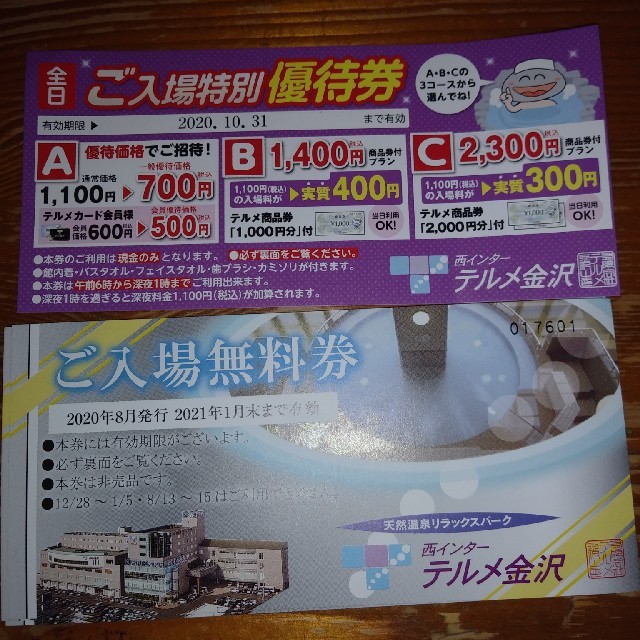 全日
ご入場特別優待券
A・B・Cの
3コースから
選んでね!
有効期限▶ 2020.10.31 まで有効
A 優待価格でご招待!
通常価格 一般優待価格 税込
1,100円▶700円
テルメカード会員様 会員優待価格 税込
会員価格 600円▶500円
B 1,400円 税込 商品券付プラン
1,100円(税込)の入場料が 実質400円
テルメ商品券「1,000円分」付 当日利用OK!
C 2,300円 税込 商品券付プラン
1,100円(税込)の入場料が 実質300円
テルメ商品券「2,000円分」付 当日利用OK!
●本券のご利用は現金のみとなります。 ●必ず裏面をご覧ください。
●館内着・バスタオル・フェイスタオル・歯ブラシ・カミソリが付きます。
●本券は午前6時から深夜1時までご利用出来ます。
●深夜1時を過ぎると深夜料金1,100円(税込)が加算されます。
西インター
テルメ金沢
017601
ご入場無料券
2020年8月発行 2021年1月末まで有効
●本券には有効期限がございます。
●必ず裏面をご覧ください。
●本券は非売品です。
●12/28～1/5・8/13～15はご利用できません
天然温泉リラックスパーク
西インター
テルメ金沢